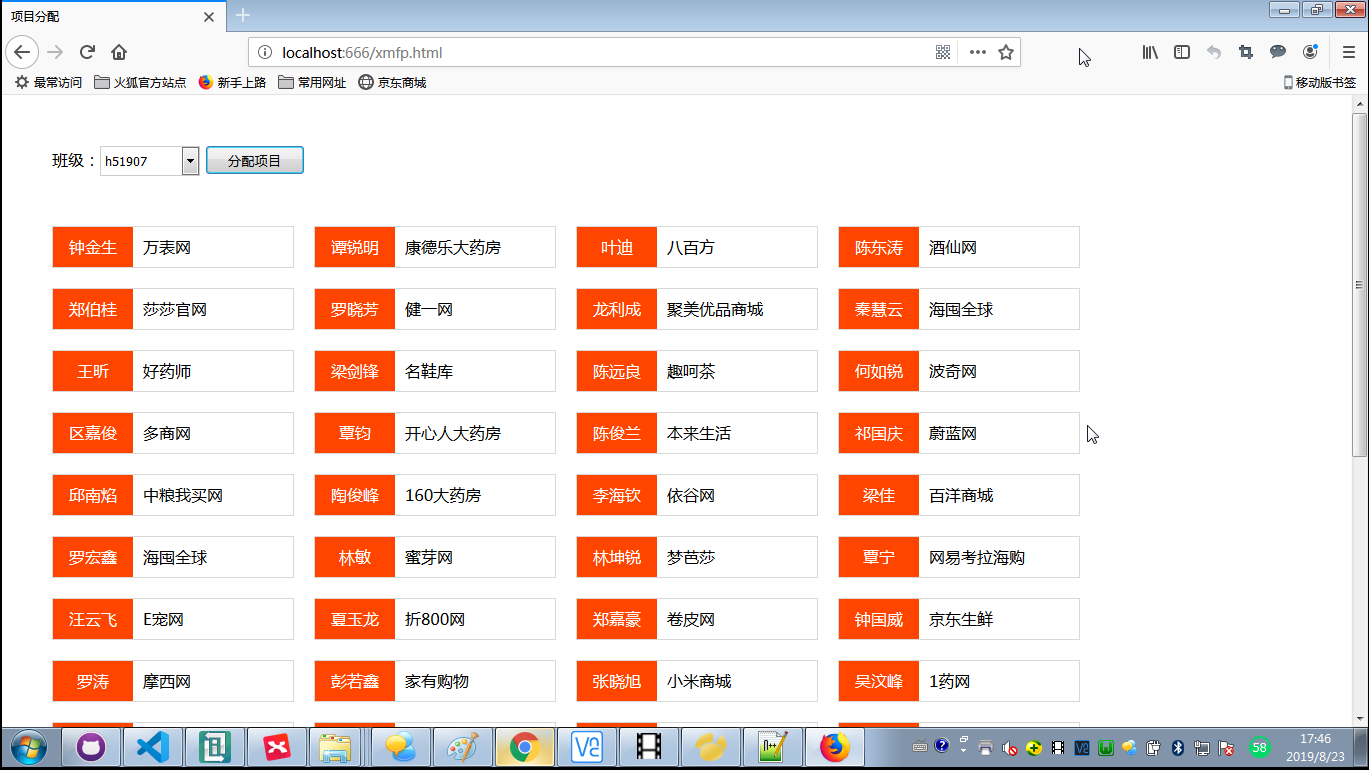 项目分配
localhost:666/xmfp.html
最常访问 火狐官方站点 新手上路 常用网址 京东商城 移动版书签
班级： h51907 分配项目
钟金生 万表网 谭锐明 康德乐大药房 叶迪 八百方 陈东涛 酒仙网
郑伯桂 莎莎官网 罗晓芳 健一网 龙利成 聚美优品商城 秦慧云 海囤全球
王昕 好药师 梁剑锋 名鞋库 陈远良 趣呵茶 何如锐 波奇网
区嘉俊 多商网 覃钧 开心人大药房 陈俊兰 本来生活 祁国庆 蔚蓝网
邱南焰 中粮我买网 陶俊峰 160大药房 李海钦 依谷网 梁佳 百洋商城
罗宏鑫 海囤全球 林敏 蜜芽网 林坤锐 梦芭莎 覃宁 网易考拉海购
汪云飞 E宠网 夏玉龙 折800网 郑嘉豪 卷皮网 钟国威 京东生鲜
罗涛 摩西网 彭若鑫 家有购物 张晓旭 小米商城 吴汶峰 1药网
58
17:46
2019/8/23